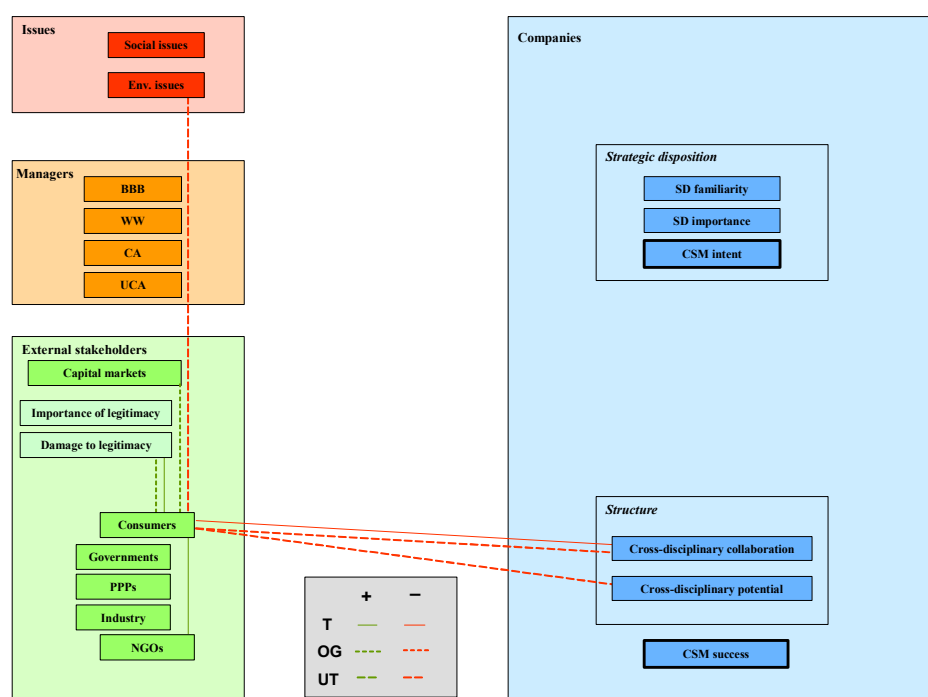 Issues
Social issues
Env. issues
Managers
BBB
WW
CA
UCA
External stakeholders
Capital markets
Importance of legitimacy
Damage to legitimacy
Consumers
Governments
PPPs
Industry
NGOs
Companies
Strategic disposition
SD familiarity
SD importance
CSM intent
Structure
Cross-disciplinary collaboration
Cross-disciplinary potential
CSM success
+ −
T
OG
UT